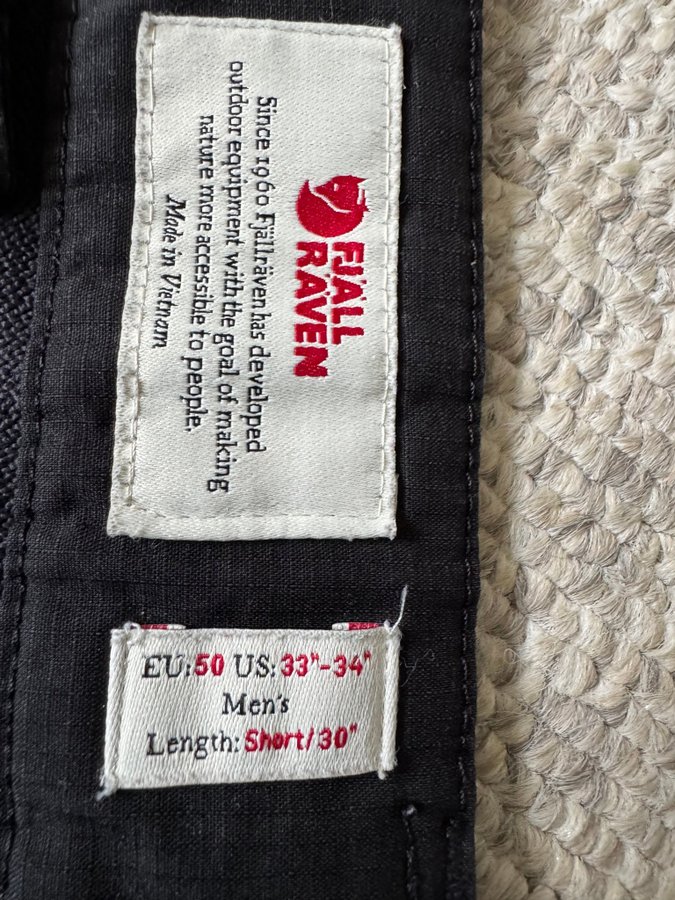 FJÄLL
RÄVEN
Since 1960 Fjällräven has developed
outdoor equipment with the goal of making
nature more accessible to people.
Made in Vietnam
EU:50 US:33"-34"
Men's
Length:Short/30"